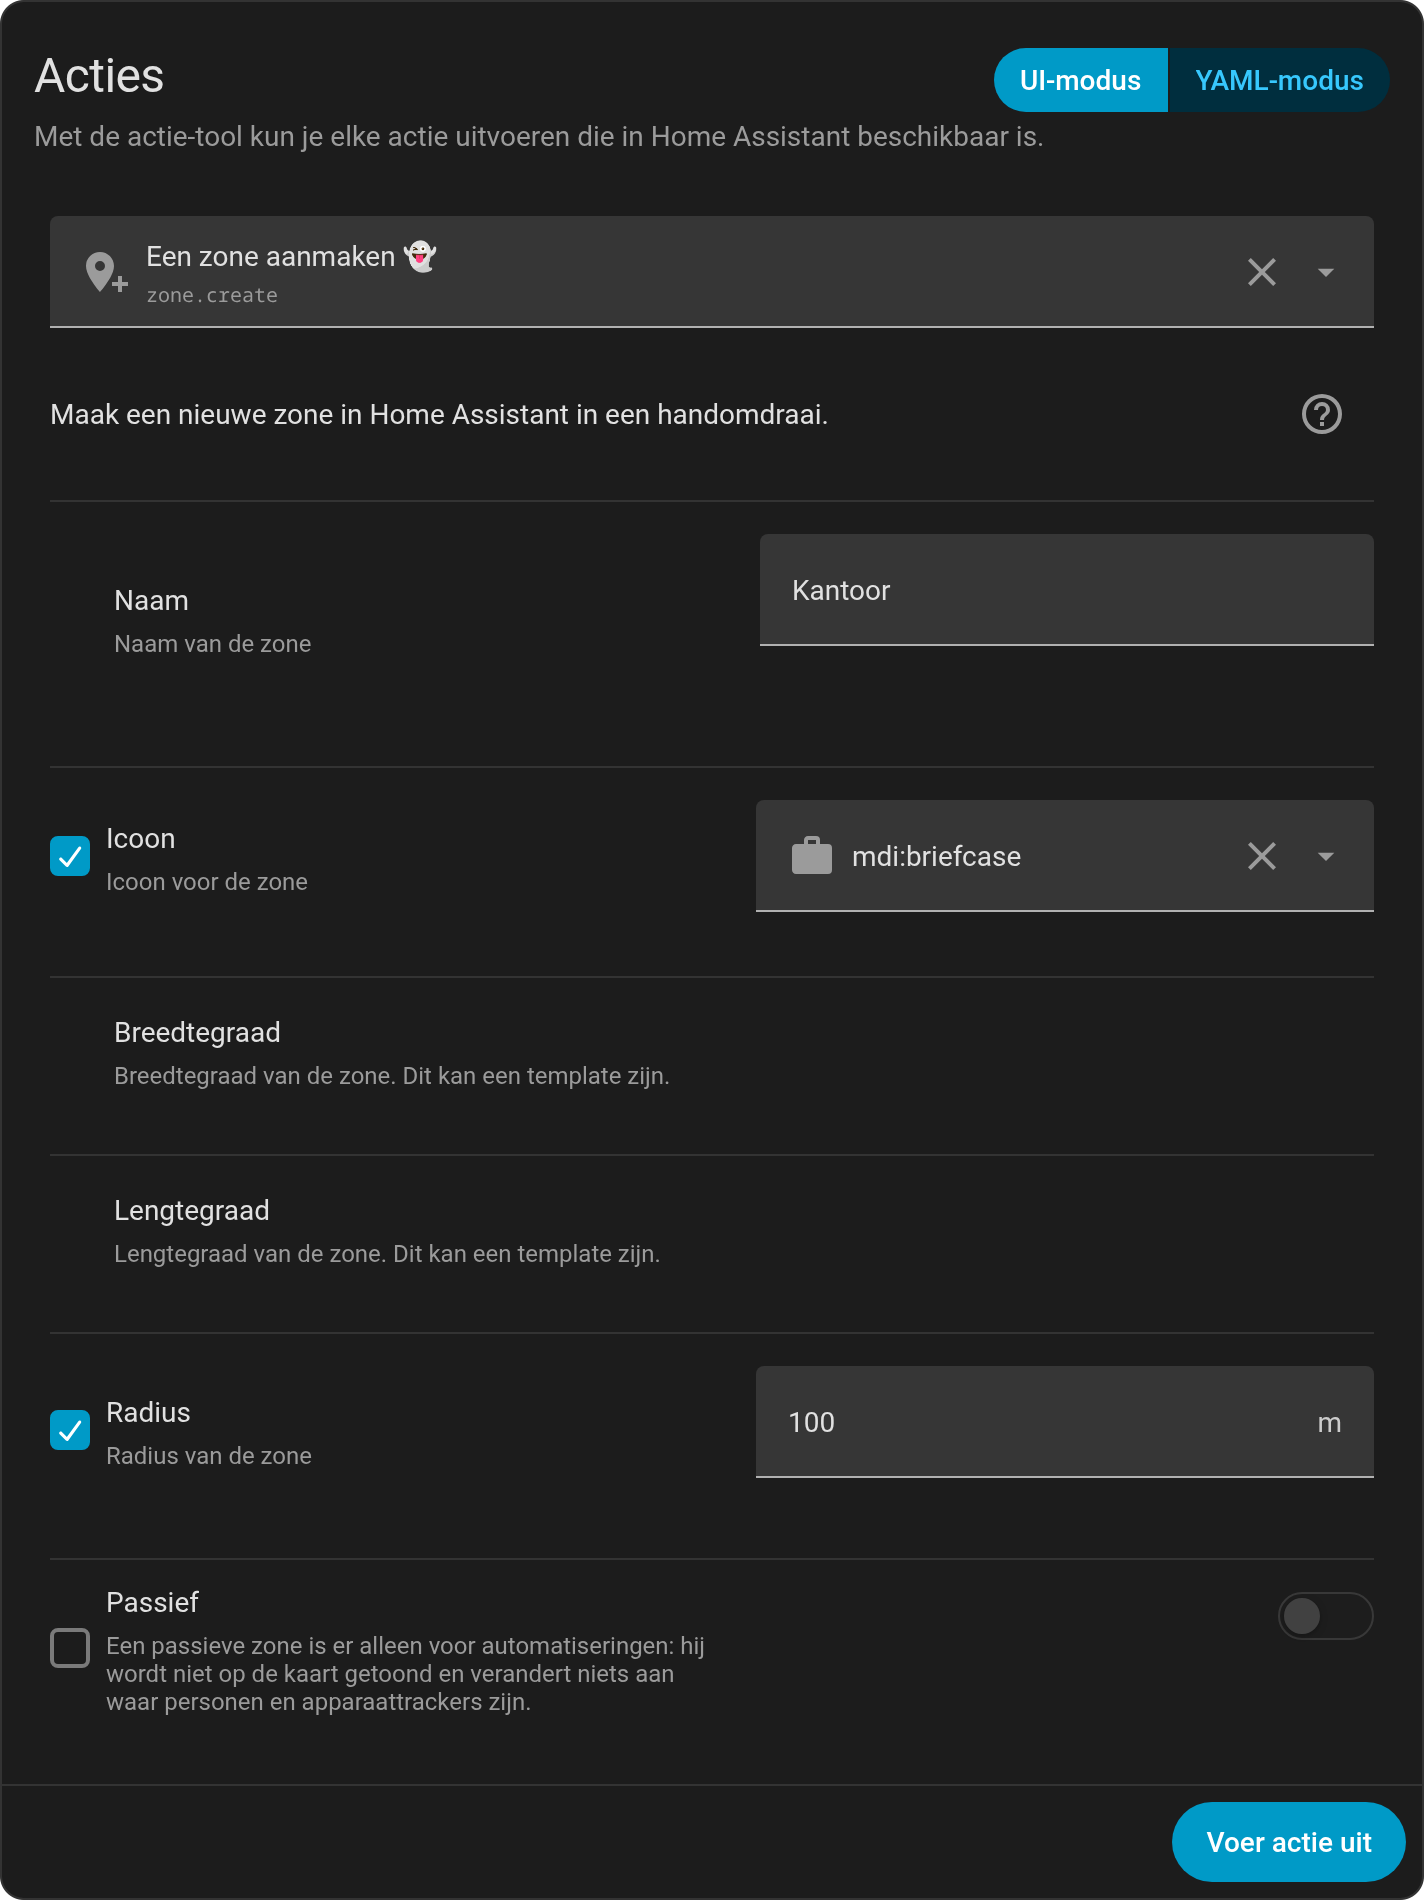 Acties
UI-modus
YAML-modus
Met de actie-tool kun je elke actie uitvoeren die in Home Assistant beschikbaar is.
Een zone aanmaken 👻
zone.create
Maak een nieuwe zone in Home Assistant in een handomdraai.
Naam
Naam van de zone
Kantoor
Icoon
Icoon voor de zone
mdi:briefcase
Breedtegraad
Breedtegraad van de zone. Dit kan een template zijn.
Lengtegraad
Lengtegraad van de zone. Dit kan een template zijn.
Radius
Radius van de zone
100 m
Passief
Een passieve zone is er alleen voor automatiseringen: hij
wordt niet op de kaart getoond en verandert niets aan
waar personen en apparaattrackers zijn.
Voer actie uit